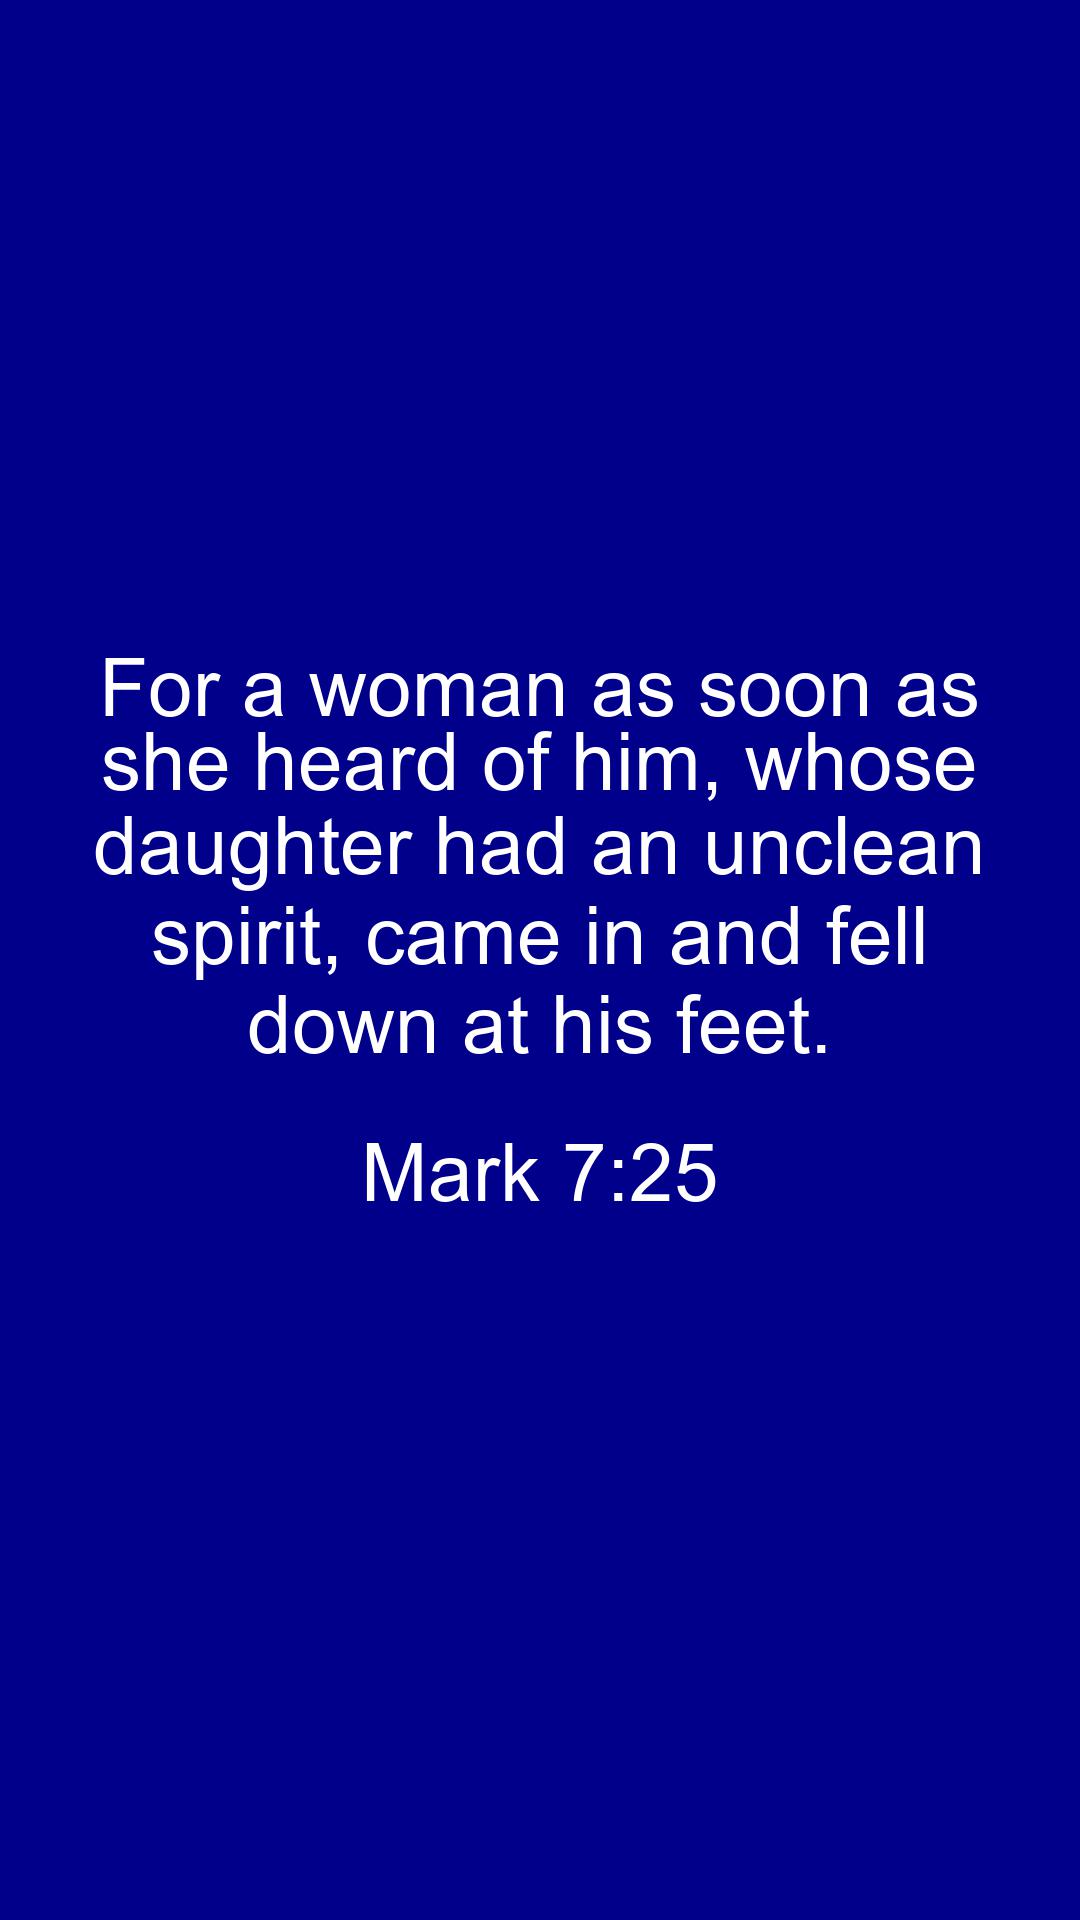 For a woman as soon as
she heard of him, whose
daughter had an unclean
spirit, came in and fell
down at his feet.
Mark 7:25